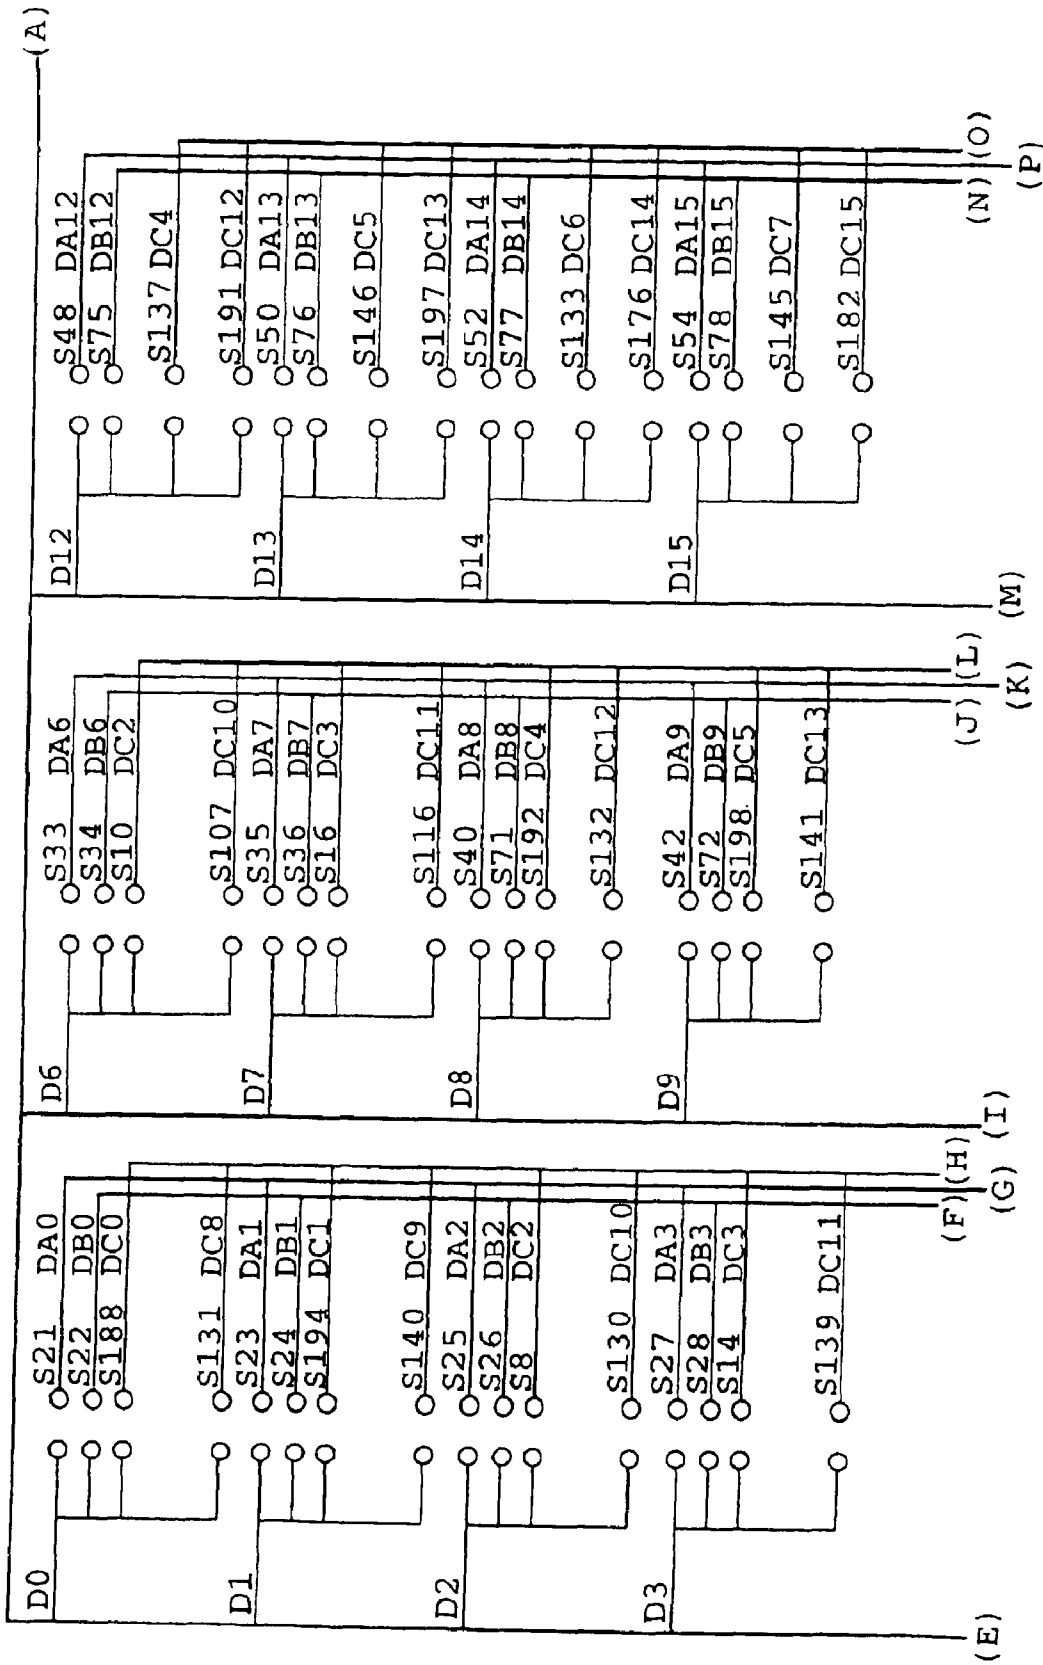 (A)
D0
S21 DA0
S22 DB0
S188 DC0
S131 DC8
D1
S23 DA1
S24 DB1
S194 DC1
S140 DC9
D2
S25 DA2
S26 DB2
S8 DC2
S130 DC10
D3
S27 DA3
S28 DB3
S14 DC3
S139 DC11
(E)
(F)
(G)
(H)
D6
S33 DA6
S34 DB6
S10 DC2
S107 DC10
D7
S35 DA7
S36 DB7
S16 DC3
S116 DC11
D8
S40 DA8
S71 DB8
S192 DC4
S132 DC12
D9
S42 DA9
S72 DB9
S198 DC5
S141 DC13
(I)
(J)
(K)
(L)
D12
S48 DA12
S75 DB12
S137 DC4
S191 DC12
D13
S50 DA13
S76 DB13
S146 DC5
S197 DC13
D14
S52 DA14
S77 DB14
S133 DC6
S176 DC14
D15
S54 DA15
S78 DB15
S145 DC7
S182 DC15
(M)
(N)
(P)
(O)